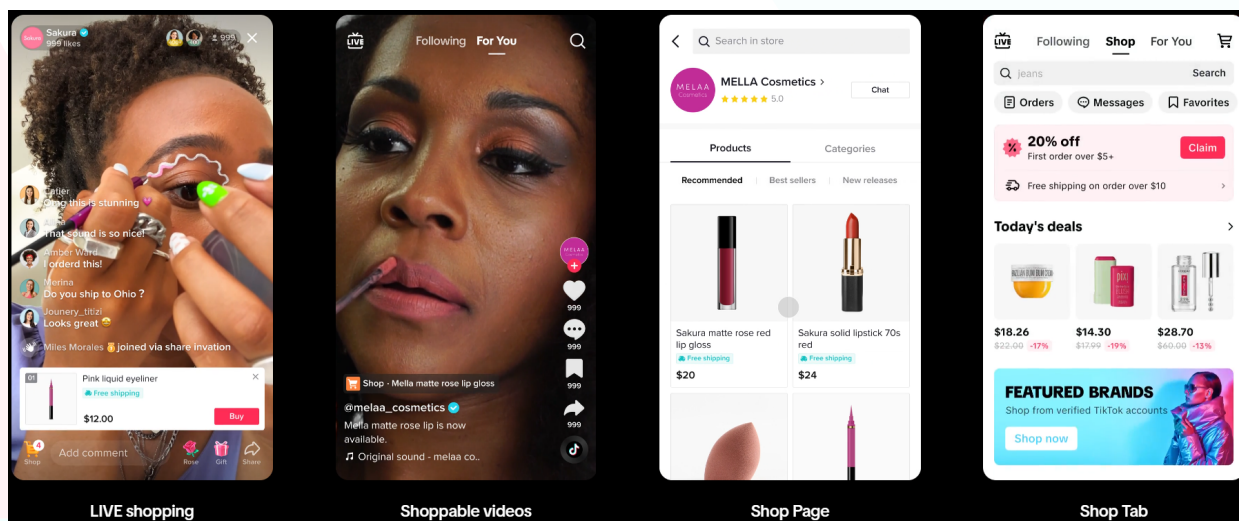 Sakura
Sakura
999 likes
999
Catier
Omg this is stunning
That sound is so nice!
Amber Ward
I orderd this!
Merina
Do you ship to Ohio ?
Jounery_titizi
Looks great
Miles Morales joined via share invation
01
Pink liquid eyeliner
Free shipping
$12.00
Buy
4
Shop
Add comment
Rose
Gift
Share
LIVE shopping
LIVE
Following
For You
MELAA
Cosmetics
999
999
999
999
Shop - Mella matte rose lip gloss
@melaa_cosmetics
Mella matte rose lip is now
available.
Original sound - melaa co..
Shoppable videos
Search in store
MELAA
Cosmetics
MELLA Cosmetics >
5.0
Chat
Products
Categories
Recommended
Best sellers
New releases
Sakura matte rose red
lip gloss
Free shipping
$20
Sakura solid lipstick 70s
red
Free shipping
$24
Shop Page
LIVE
Following
Shop
For You
jeans
Search
Orders
Messages
Favorites
20% off
First order over $5+
Claim
Free shipping on order over $10
Today's deals
PIXI
$18.26
$22.00 -17%
$14.30
$17.99 -19%
$28.70
$60.00 -13%
FEATURED BRANDS
Shop from verified TikTok accounts
Shop now
Shop Tab